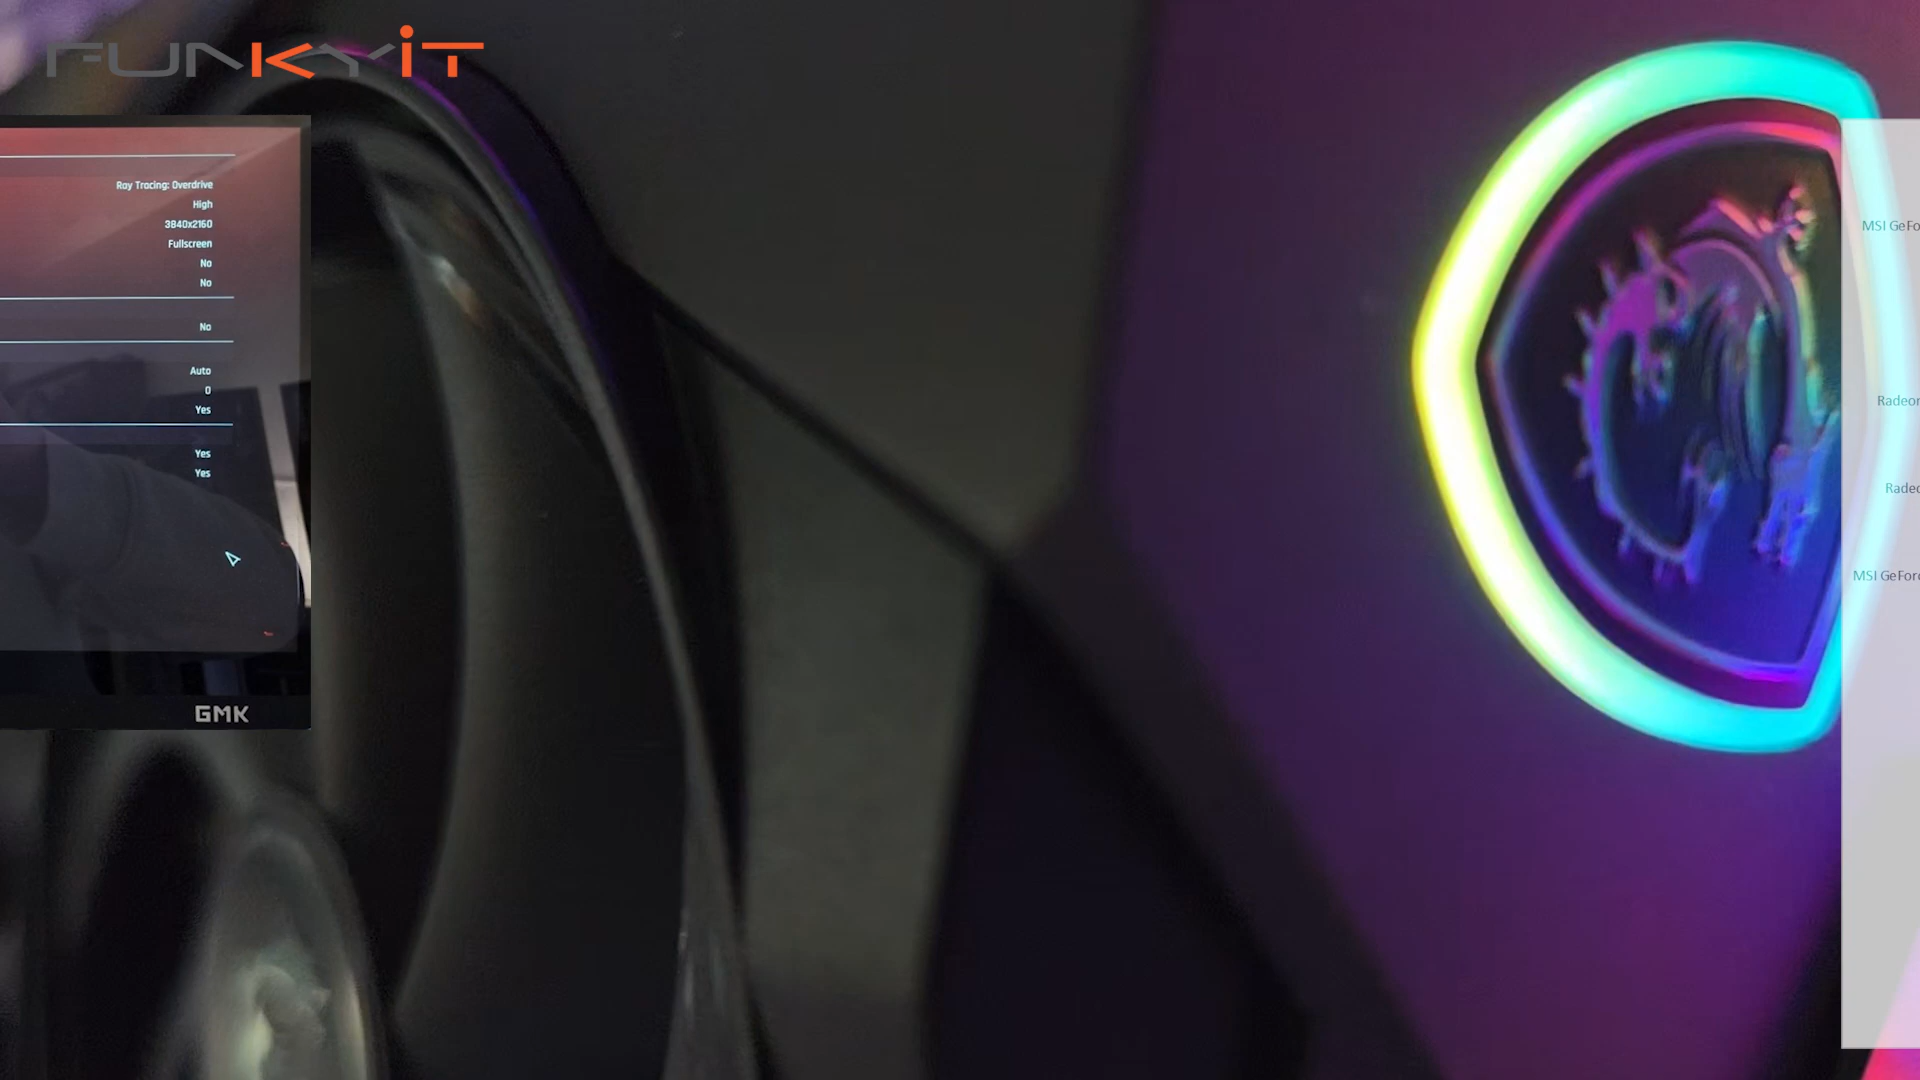 FUNKYiT
Ray Tracing: Overdrive
High
3840x2160
Fullscreen
No
No
No
Auto
0
Yes
Yes
Yes
GMK
MSI GeFo
Radeon
Radeo
MSI GeForc